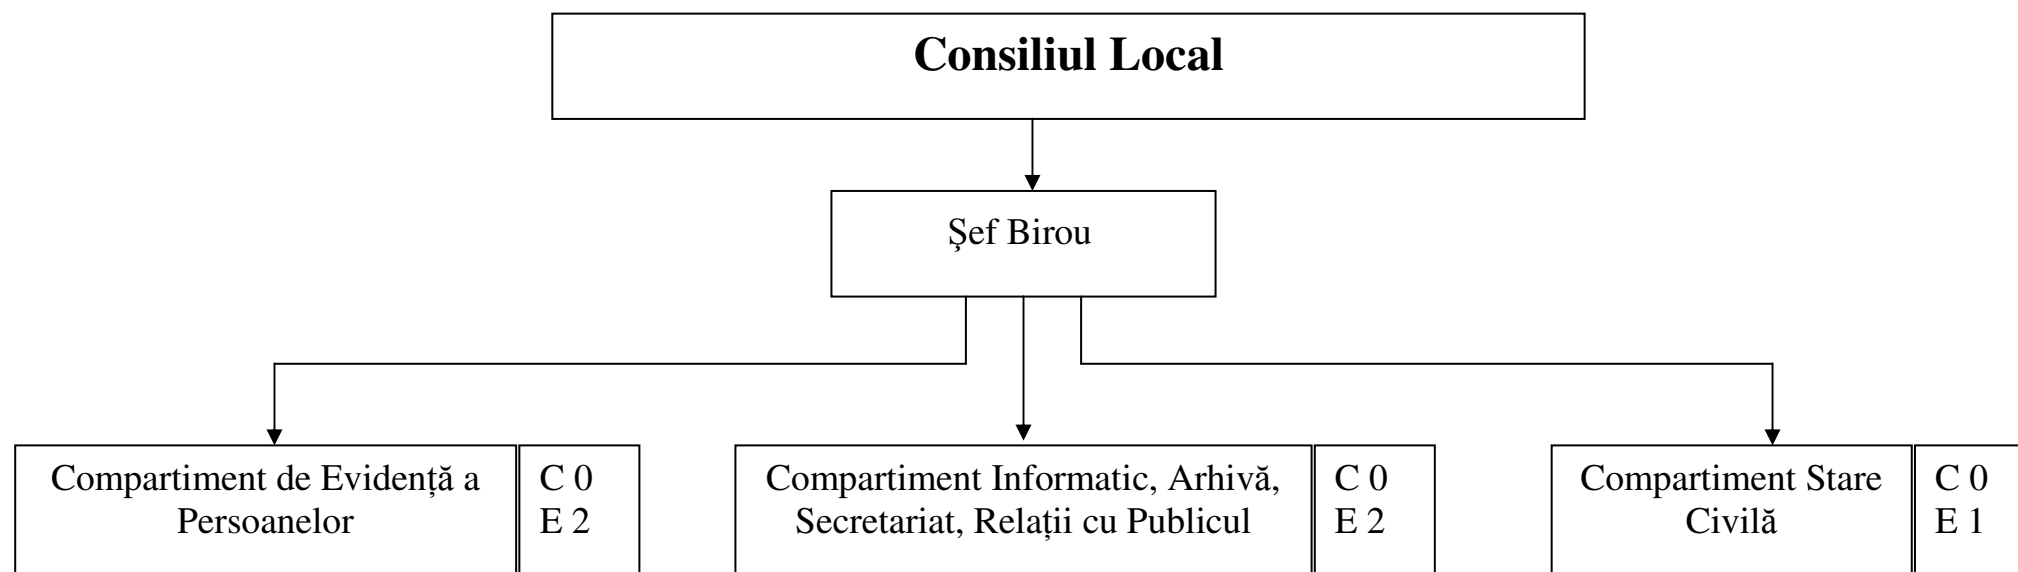 Consiliul Local
Şef Birou
Compartiment de Evidență a
Persoanelor
C 0
E 2
Compartiment Informatic, Arhivă,
Secretariat, Relații cu Publicul
C 0
E 2
Compartiment Stare
Civilă
C 0
E 1